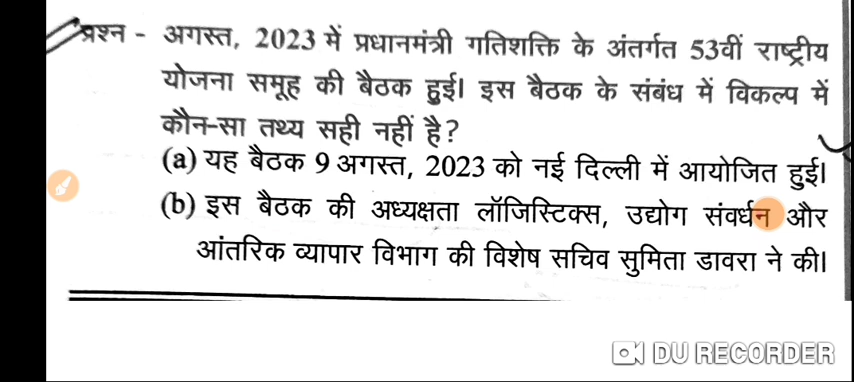 प्रश्न - अगस्त, 2023 में प्रधानमंत्री गतिशक्ति के अंतर्गत 53वीं राष्ट्रीय
योजना समूह की बैठक हुई। इस बैठक के संबंध में विकल्प में
कौन-सा तथ्य सही नहीं है?
(a) यह बैठक 9 अगस्त, 2023 को नई दिल्ली में आयोजित हुई।
(b) इस बैठक की अध्यक्षता लॉजिस्टिक्स, उद्योग संवर्धन और
आंतरिक व्यापार विभाग की विशेष सचिव सुमिता डावरा ने की।
DU RECORDER